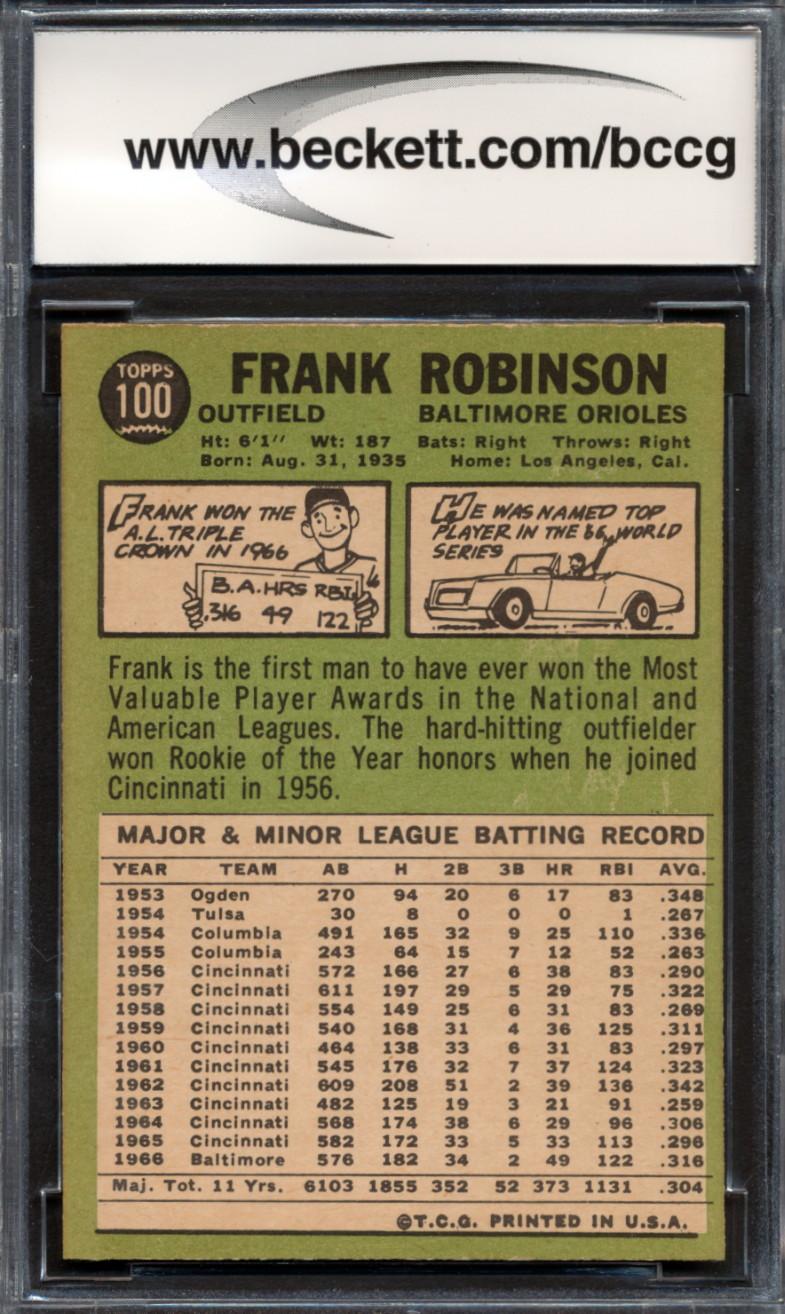 www.beckett.com/bccg
TOPPS
100
FRANK ROBINSON
OUTFIELD BALTIMORE ORIOLES
Ht: 6'1" Wt: 187 Bats: Right Throws: Right
Born: Aug. 31, 1935 Home: Los Angeles, Cal.
FRANK WON THE
A.L. TRIPLE
CROWN IN 1966
B.A. HRS RBI
.316 49 122
HE WAS NAMED TOP
PLAYER IN THE '66 WORLD
SERIES
Frank is the first man to have ever won the Most
Valuable Player Awards in the National and
American Leagues. The hard-hitting outfielder
won Rookie of the Year honors when he joined
Cincinnati in 1956.
MAJOR & MINOR LEAGUE BATTING RECORD
YEAR TEAM AB H 2B 3B HR RBI AVG.
1953 Ogden 270 94 20 6 17 83 .348
1954 Tulsa 30 8 0 0 0 1 .267
1954 Columbia 491 165 32 9 25 110 .336
1955 Columbia 243 64 15 7 12 52 .263
1956 Cincinnati 572 166 27 6 38 83 .290
1957 Cincinnati 611 197 29 5 29 75 .322
1958 Cincinnati 554 149 25 6 31 83 .269
1959 Cincinnati 540 168 31 4 36 125 .311
1960 Cincinnati 464 138 33 6 31 83 .297
1961 Cincinnati 545 176 32 7 37 124 .323
1962 Cincinnati 609 208 51 2 39 136 .342
1963 Cincinnati 482 125 19 3 21 91 .259
1964 Cincinnati 568 174 38 6 29 96 .306
1965 Cincinnati 582 172 33 5 33 113 .296
1966 Baltimore 576 182 34 2 49 122 .316
Maj. Tot. 11 Yrs. 6103 1855 352 52 373 1131 .304
©T.C.G. PRINTED IN U.S.A.